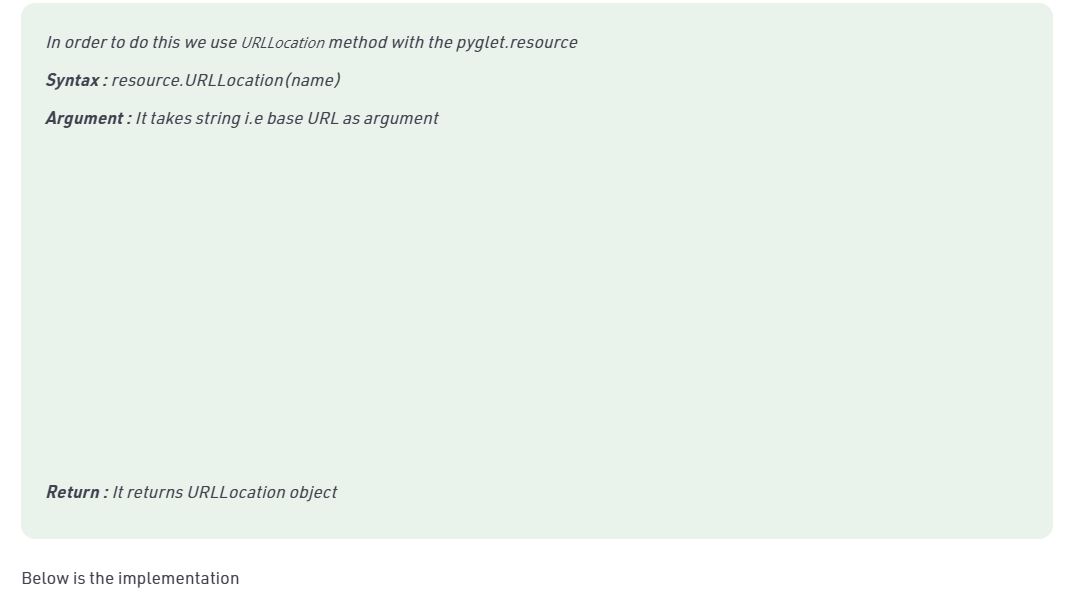 In order to do this we use URLLocation method with the pyglet.resource
Syntax : resource.URLLocation(name)
Argument : It takes string i.e base URL as argument
Return : It returns URLLocation object
Below is the implementation